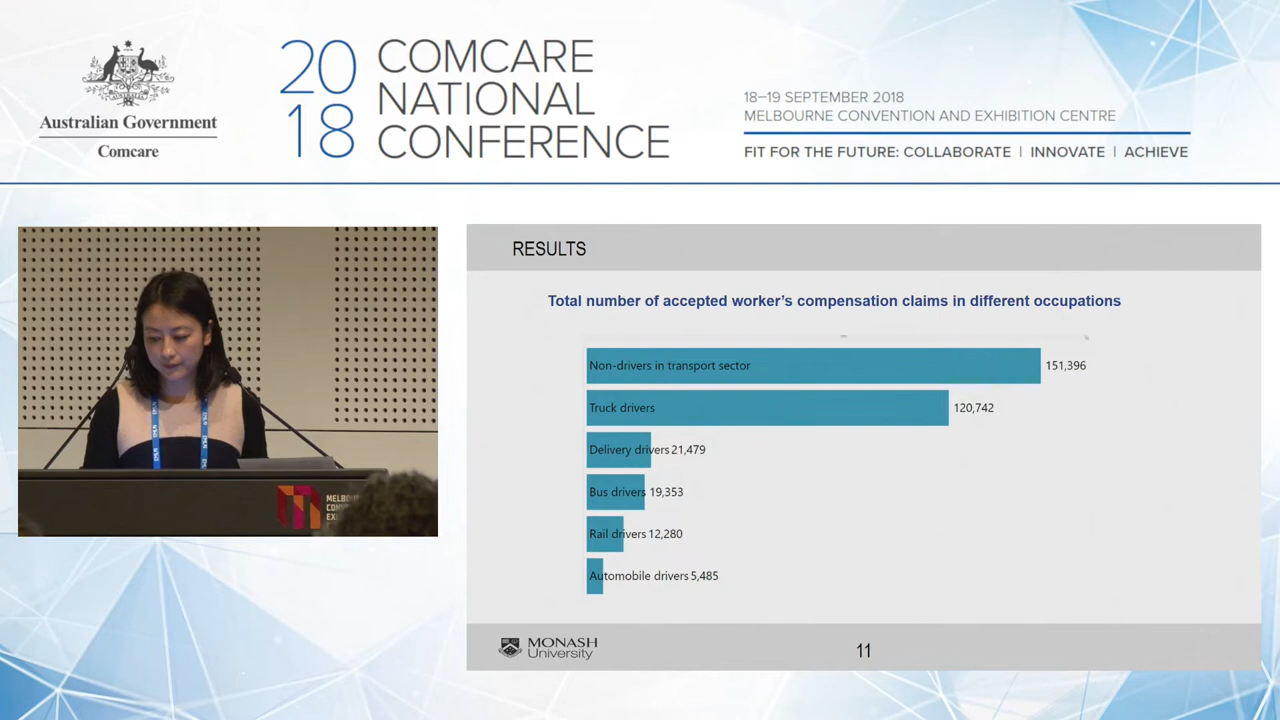 Australian Government
Comcare
2018
COMCARE
NATIONAL
CONFERENCE
18–19 SEPTEMBER 2018
MELBOURNE CONVENTION AND EXHIBITION CENTRE
FIT FOR THE FUTURE: COLLABORATE | INNOVATE | ACHIEVE
RESULTS
Total number of accepted worker's compensation claims in different occupations
Non-drivers in transport sector 151,396
Truck drivers 120,742
Delivery drivers 21,479
Bus drivers 19,353
Rail drivers 12,280
Automobile drivers 5,485
MONASH
University
11